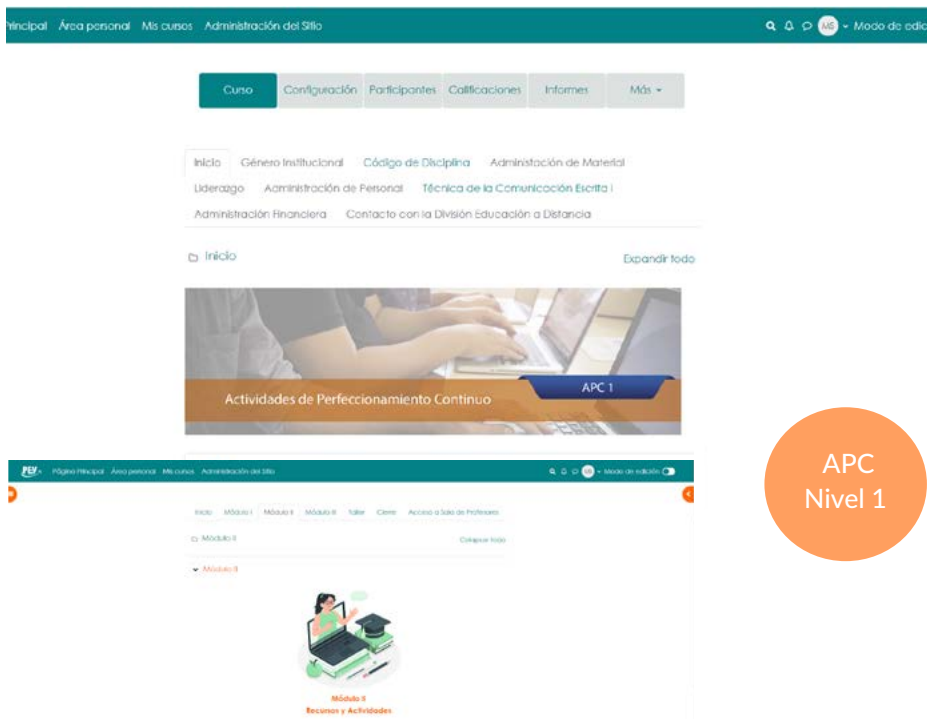 Principal Área personal Mis cursos Administración del Sitio
MS Modo de edic
Curso Configuración Participantes Calificaciones Informes Más
Inicio Género Institucional Código de Disciplina Administación de Material
Liderazgo Administración de Personal Técnica de la Comunicación Escrita I
Administración Financiera Contacto con la División Educación a Distancia
Inicio Expandir todo
APC 1
Actividades de Perfeccionamiento Continuo
APC
Nivel 1
PEV Página Principal Área personal Mis cursos Administración del Sitio MS Modo de edición
Inicio Módulo I Módulo II Módulo III Taller Cierre Acceso a Sala de Profesores
Módulo II Colapsar todo
Módulo II
Módulo II
Recursos y Actividades